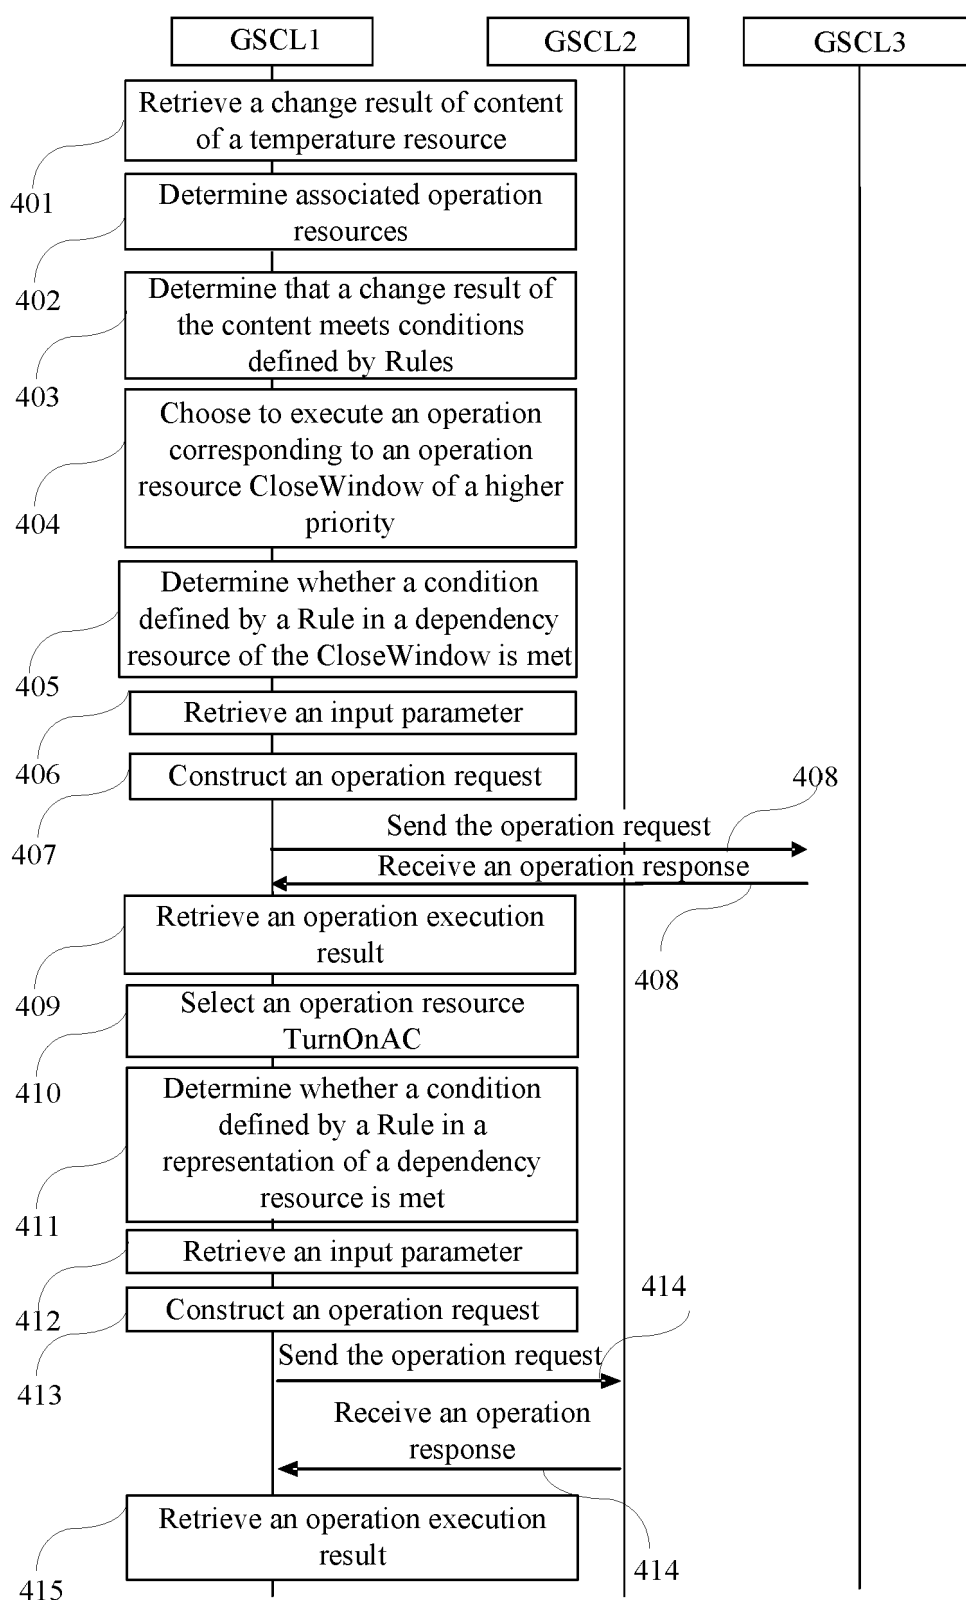 GSCL1
GSCL2
GSCL3
Retrieve a change result of content
of a temperature resource
401
Determine associated operation
resources
402
Determine that a change result of
the content meets conditions
defined by Rules
403
Choose to execute an operation
corresponding to an operation
resource CloseWindow of a higher
priority
404
Determine whether a condition
defined by a Rule in a dependency
resource of the CloseWindow is met
405
Retrieve an input parameter
406
Construct an operation request
407
408
Send the operation request
Receive an operation response
408
Retrieve an operation execution
result
409
Select an operation resource
TurnOnAC
410
Determine whether a condition
defined by a Rule in a
representation of a dependency
resource is met
411
Retrieve an input parameter
412
Construct an operation request
413
414
Send the operation request
Receive an operation
response
414
Retrieve an operation execution
result
415